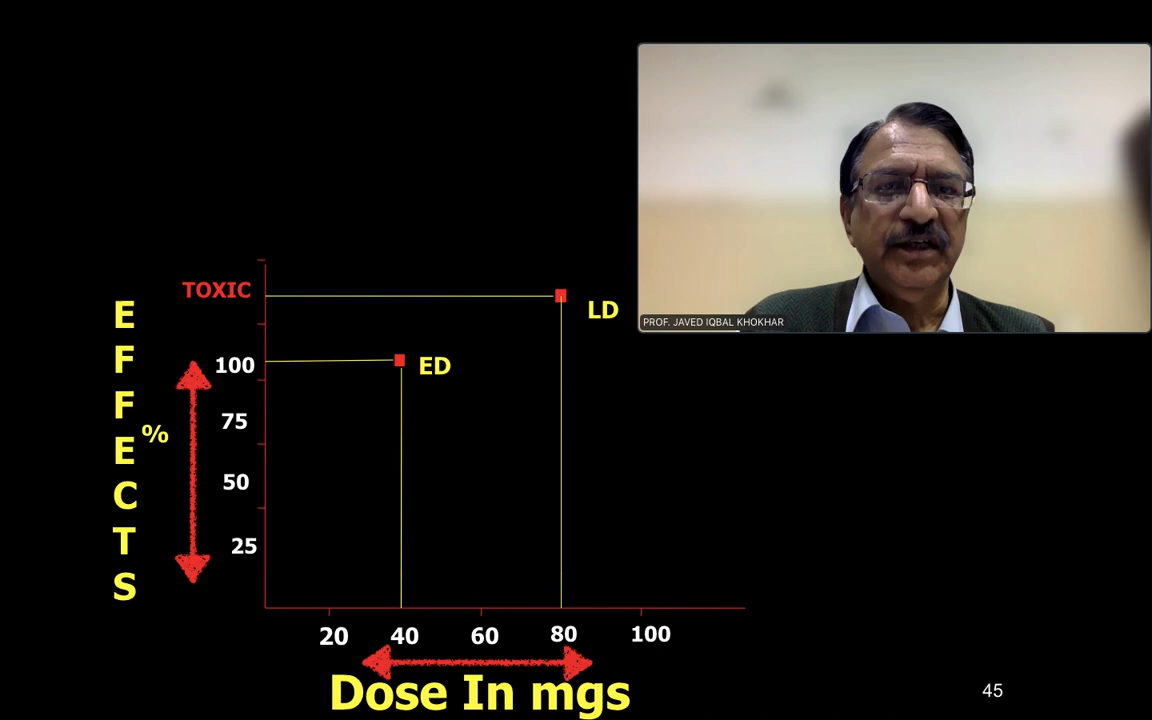 PROF. JAVED IQBAL KHOKHAR
TOXIC
LD
100
ED
75
50
25
EFFECTS
%
20 40 60 80 100
Dose In mgs
45